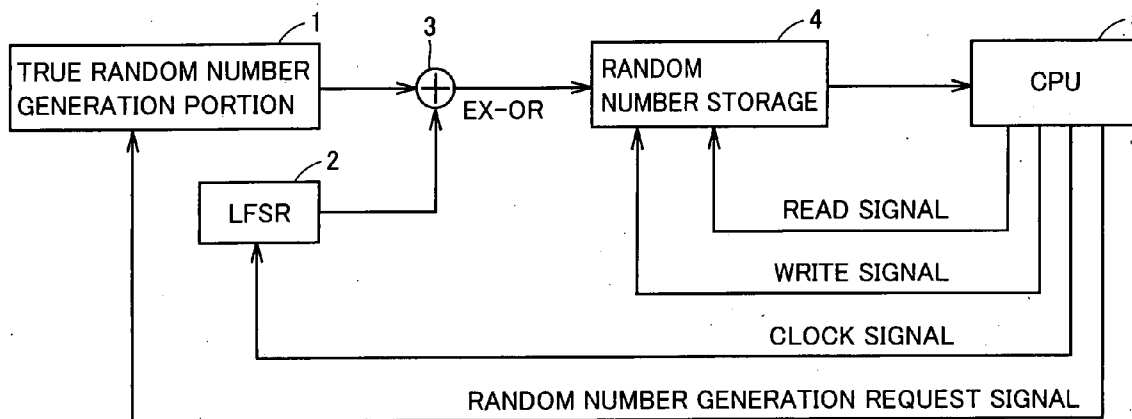 1
TRUE RANDOM NUMBER
GENERATION PORTION
3
EX-OR
4
RANDOM
NUMBER STORAGE
CPU
2
LFSR
READ SIGNAL
WRITE SIGNAL
CLOCK SIGNAL
RANDOM NUMBER GENERATION REQUEST SIGNAL